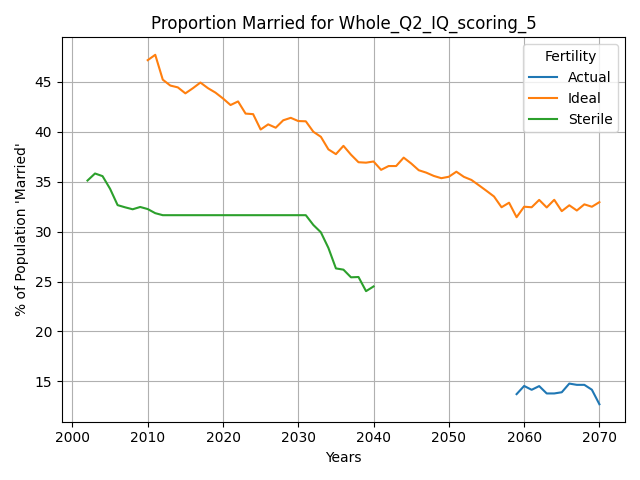 Proportion Married for Whole_Q2_IQ_scoring_5
% of Population 'Married'
45
40
35
30
25
20
15
Fertility
Actual
Ideal
Sterile
2000 2010 2020 2030 2040 2050 2060 2070
Years